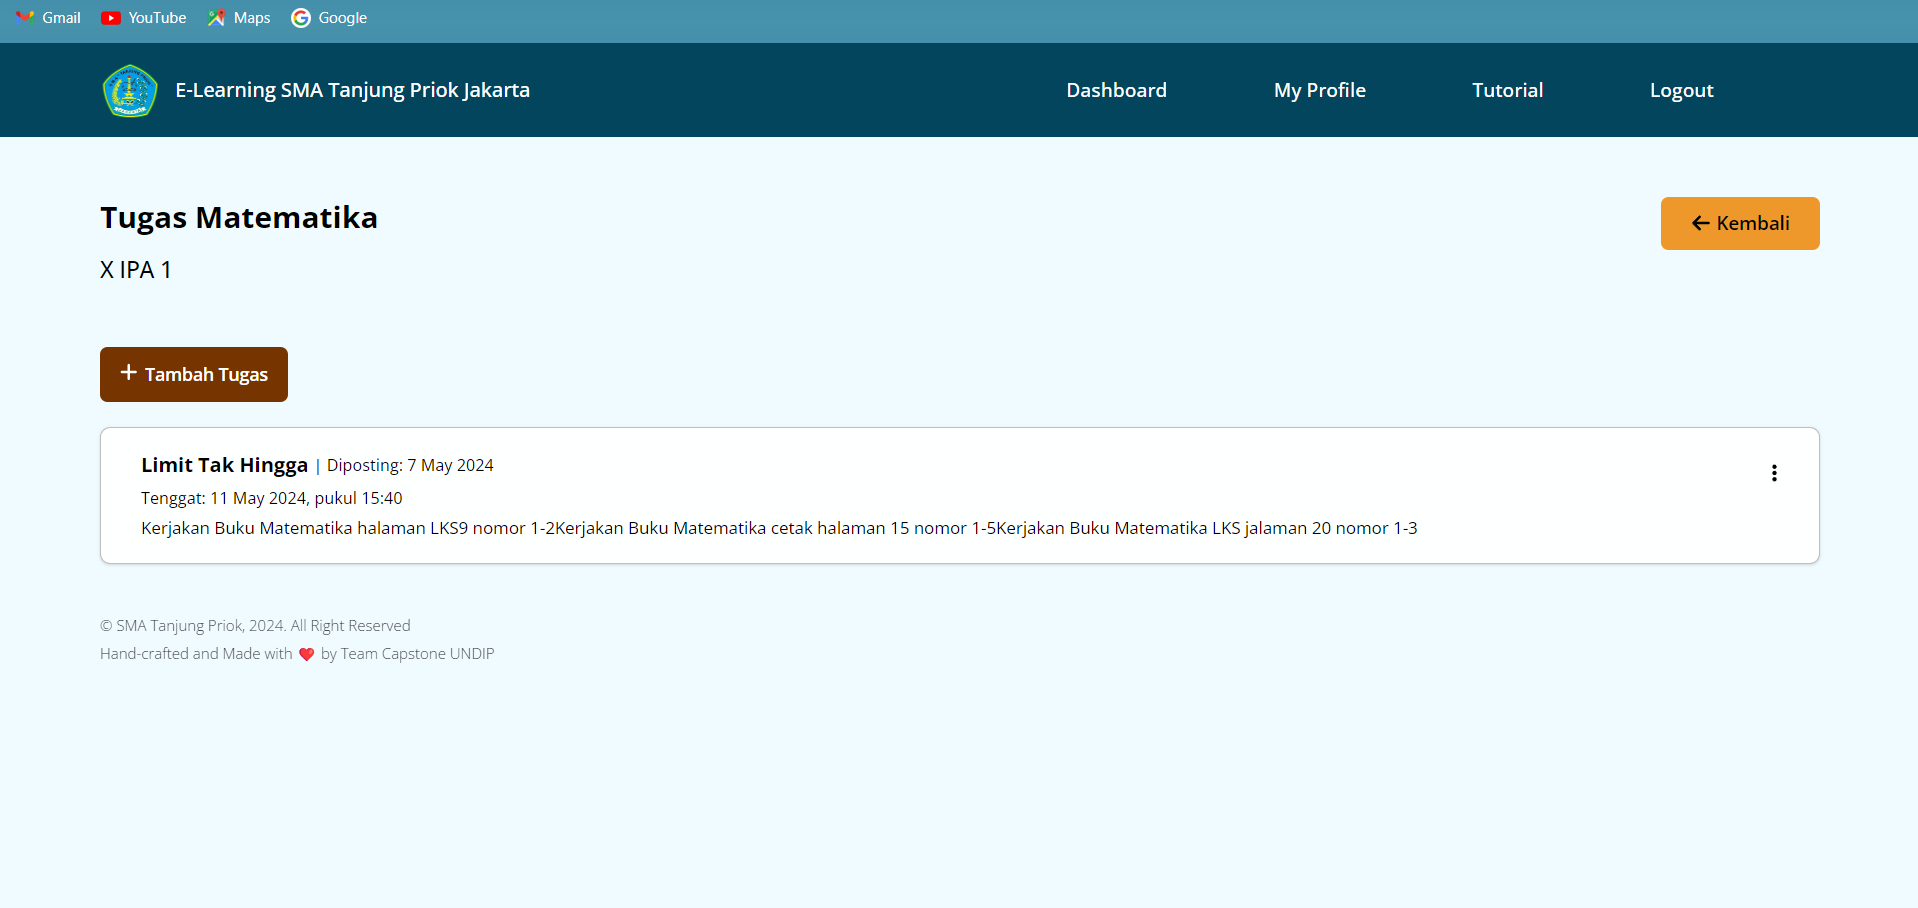 Gmail YouTube Maps Google
E-Learning SMA Tanjung Priok Jakarta Dashboard My Profile Tutorial Logout
Tugas Matematika
Kembali
X IPA 1
Tambah Tugas
Limit Tak Hingga | Diposting: 7 May 2024
Tenggat: 11 May 2024, pukul 15:40
Kerjakan Buku Matematika halaman LKS9 nomor 1-2Kerjakan Buku Matematika cetak halaman 15 nomor 1-5Kerjakan Buku Matematika LKS jalaman 20 nomor 1-3
© SMA Tanjung Priok, 2024. All Right Reserved
Hand-crafted and Made with ❤️ by Team Capstone UNDIP